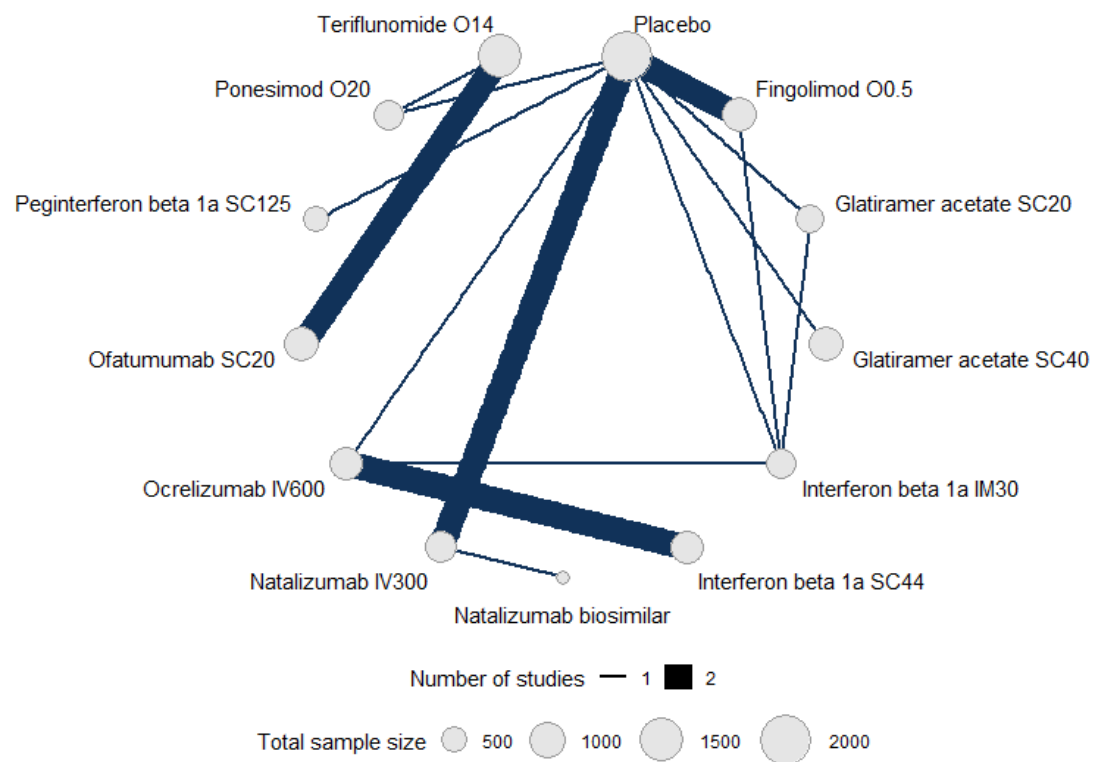 Teriflunomide O14
Placebo
Ponesimod O20
Fingolimod O0.5
Peginterferon beta 1a SC125
Glatiramer acetate SC20
Ofatumumab SC20
Glatiramer acetate SC40
Ocrelizumab IV600
Interferon beta 1a IM30
Natalizumab IV300
Interferon beta 1a SC44
Natalizumab biosimilar
Number of studies 1 2
Total sample size 500 1000 1500 2000